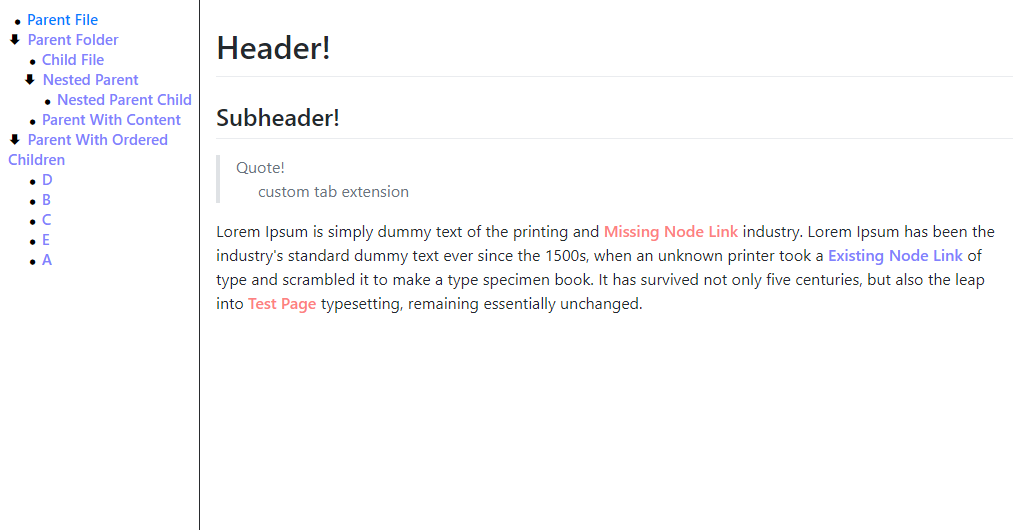 Parent File
Parent Folder
Child File
Nested Parent
Nested Parent Child
Parent With Content
Parent With Ordered
Children
D
B
C
E
A
Header!
Subheader!
Quote!
custom tab extension
Lorem Ipsum is simply dummy text of the printing and Missing Node Link industry. Lorem Ipsum has been the
industry's standard dummy text ever since the 1500s, when an unknown printer took a Existing Node Link of
type and scrambled it to make a type specimen book. It has survived not only five centuries, but also the leap
into Test Page typesetting, remaining essentially unchanged.